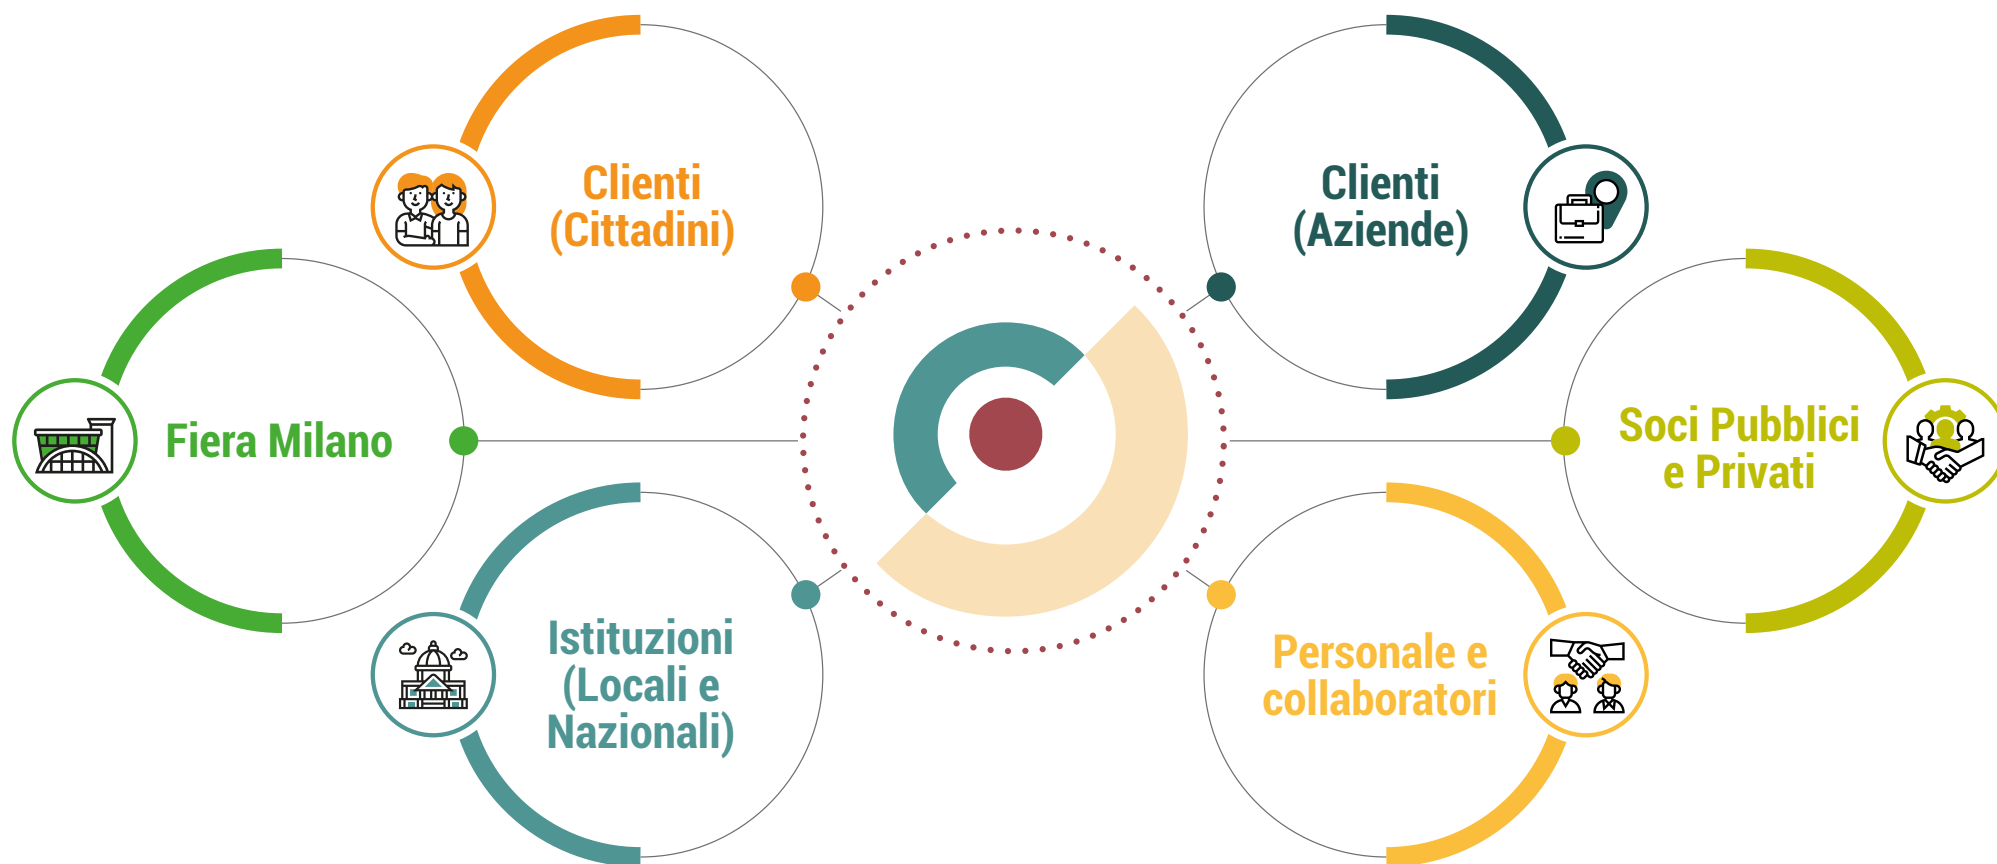 Clienti
(Cittadini)
Clienti
(Aziende)
Fiera Milano
Soci Pubblici
e Privati
Istituzioni
(Locali e
Nazionali)
Personale e
collaboratori